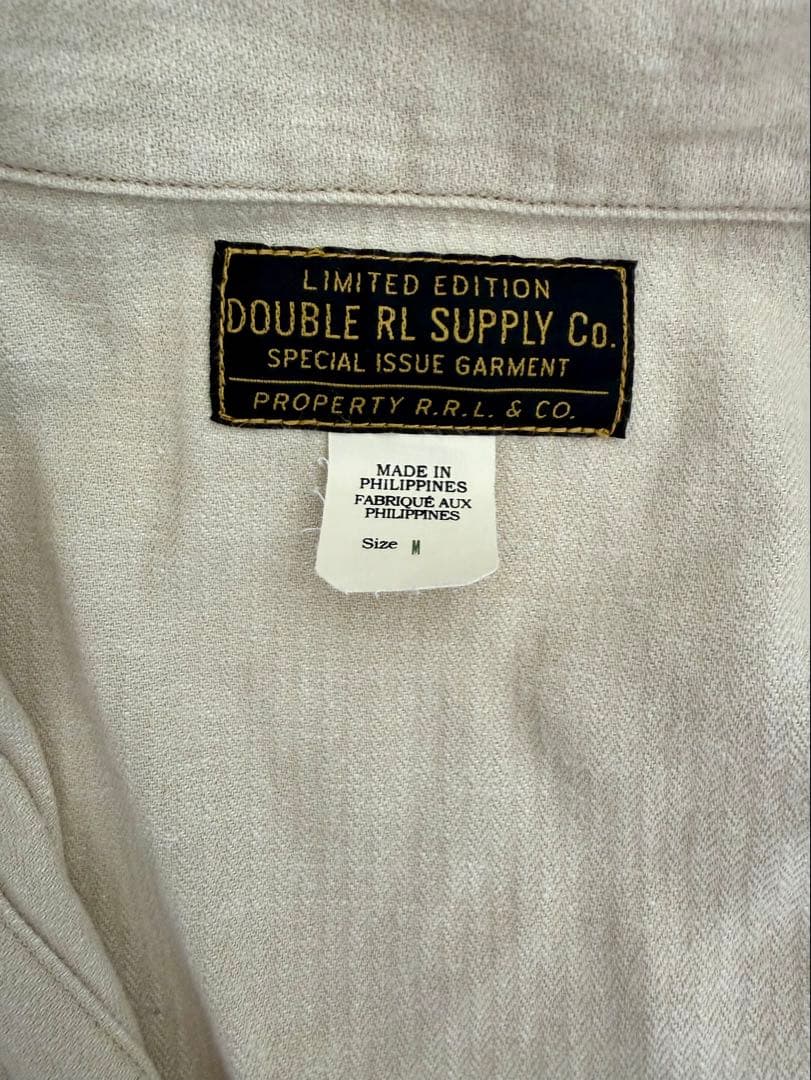 LIMITED EDITION
DOUBLE RL SUPPLY Co.
SPECIAL ISSUE GARMENT
PROPERTY R.R.L. & CO.
MADE IN
PHILIPPINES
FABRIQUÉ AUX
PHILIPPINES
Size M